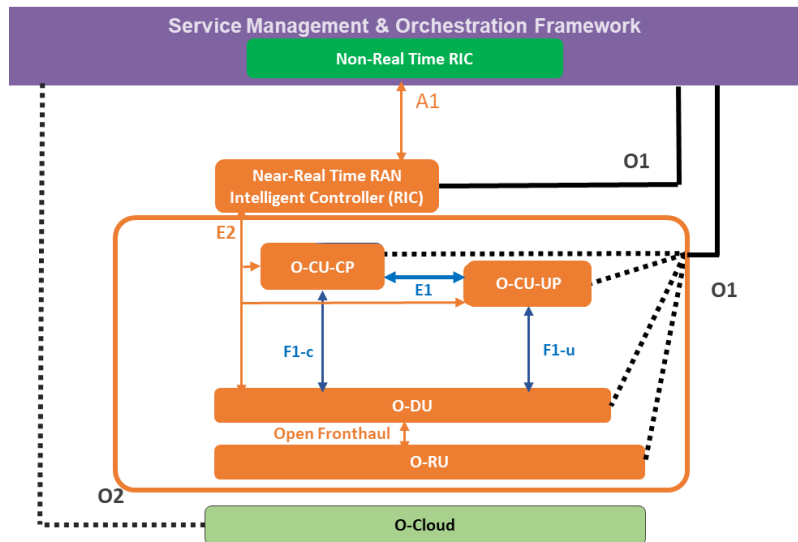 Service Management & Orchestration Framework
Non-Real Time RIC
A1
O1
Near-Real Time RAN
Intelligent Controller (RIC)
E2
O-CU-CP
E1
O-CU-UP
O1
F1-c
F1-u
O-DU
Open Fronthaul
O-RU
O2
O-Cloud